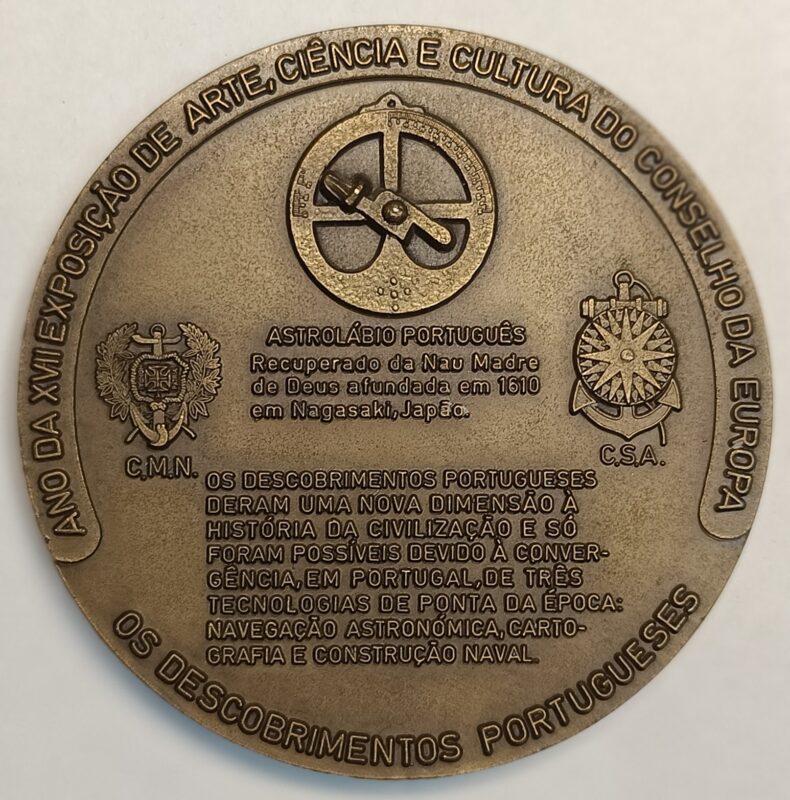 ANO DA XVII EXPOSIÇÃO DE ARTE, CIÊNCIA E CULTURA DO CONSELHO DA EUROPA
ASTROLÁBIO PORTUGUÊS
Recuperado da Nau Madre
de Deus afundada em 1610
em Nagasaki, Japão.
C.M.N.
C.S.A.
OS DESCOBRIMENTOS PORTUGUESES
DERAM UMA NOVA DIMENSÃO À
HISTÓRIA DA CIVILIZAÇÃO E SÓ
FORAM POSSÍVEIS DEVIDO À CONVER-
GÊNCIA, EM PORTUGAL, DE TRÊS
TECNOLOGIAS DE PONTA DA ÉPOCA:
NAVEGAÇÃO ASTRONÓMICA, CARTO-
GRAFIA E CONSTRUÇÃO NAVAL.
OS DESCOBRIMENTOS PORTUGUESES